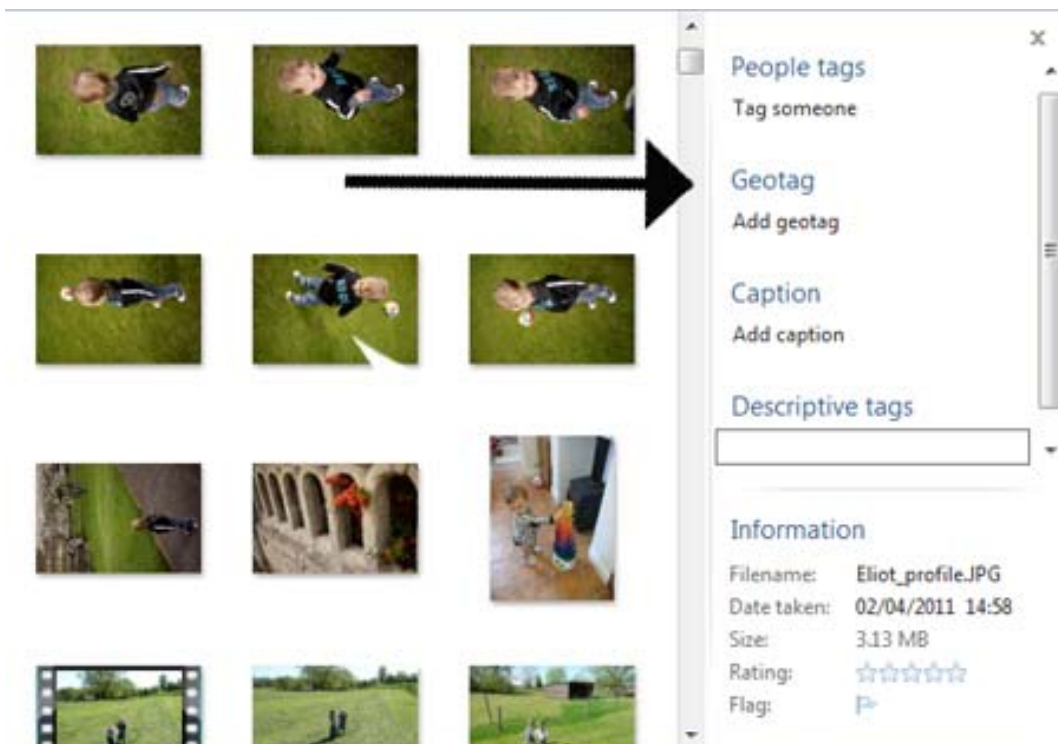 People tags
Tag someone
Geotag
Add geotag
Caption
Add caption
Descriptive tags
Information
Filename: Eliot_profile.JPG
Date taken: 02/04/2011 14:58
Size: 3.13 MB
Rating:
Flag: